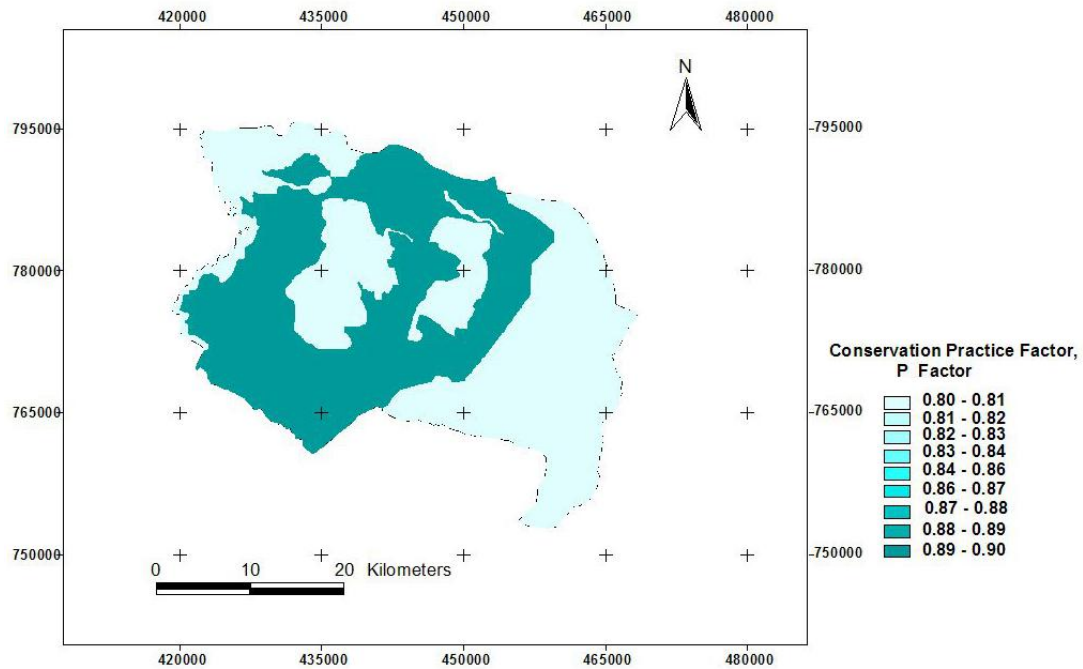 420000 435000 450000 465000 480000
N
795000 795000
780000 780000
Conservation Practice Factor,
P Factor
0.80 - 0.81
765000 765000
0.81 - 0.82
0.82 - 0.83
0.83 - 0.84
0.84 - 0.86
0.86 - 0.87
0.87 - 0.88
0.88 - 0.89
0.89 - 0.90
750000 750000
0 10 20 Kilometers
420000 435000 450000 465000 480000